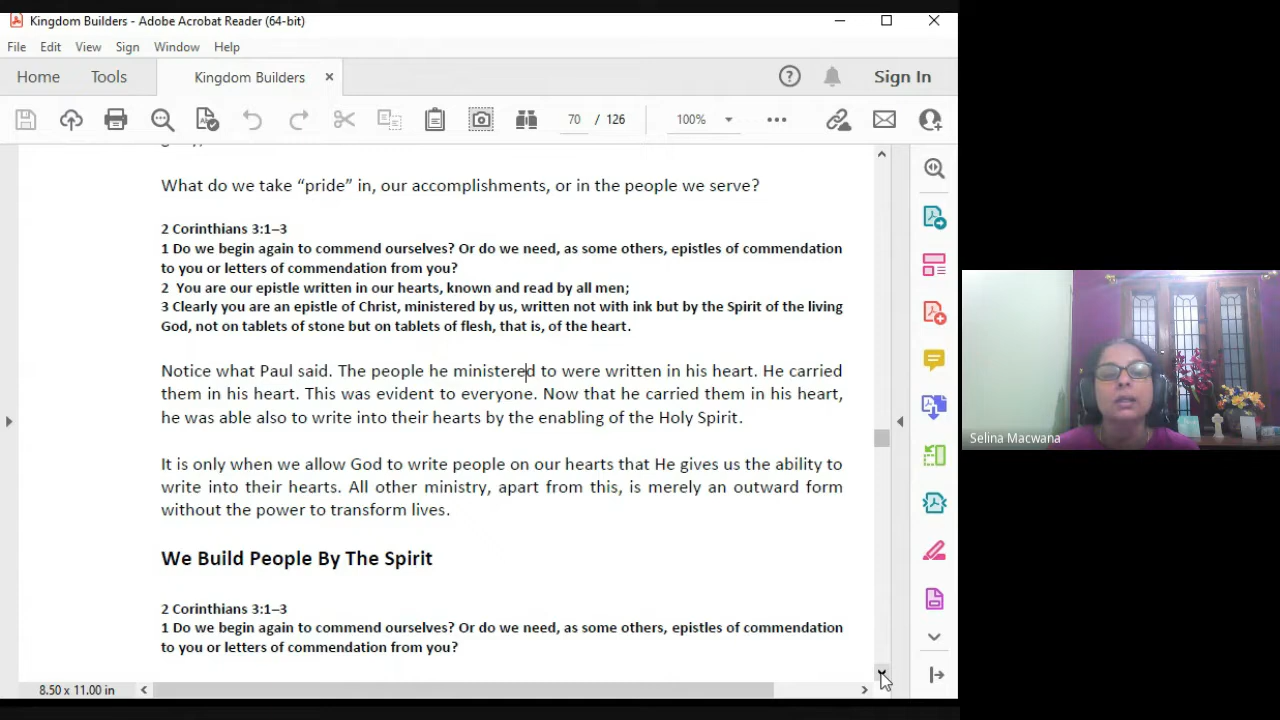 Kingdom Builders - Adobe Acrobat Reader (64-bit)
File Edit View Sign Window Help
Home Tools Kingdom Builders × Sign In
70 / 126 100%
What do we take “pride” in, our accomplishments, or in the people we serve?
2 Corinthians 3:1–3
1 Do we begin again to commend ourselves? Or do we need, as some others, epistles of commendation
to you or letters of commendation from you?
2 You are our epistle written in our hearts, known and read by all men;
3 Clearly you are an epistle of Christ, ministered by us, written not with ink but by the Spirit of the living
God, not on tablets of stone but on tablets of flesh, that is, of the heart.
Notice what Paul said. The people he ministered to were written in his heart. He carried
them in his heart. This was evident to everyone. Now that he carried them in his heart,
he was able also to write into their hearts by the enabling of the Holy Spirit.
It is only when we allow God to write people on our hearts that He gives us the ability to
write into their hearts. All other ministry, apart from this, is merely an outward form
without the power to transform lives.
We Build People By The Spirit
2 Corinthians 3:1–3
1 Do we begin again to commend ourselves? Or do we need, as some others, epistles of commendation
to you or letters of commendation from you?
8.50 x 11.00 in
Selina Macwana